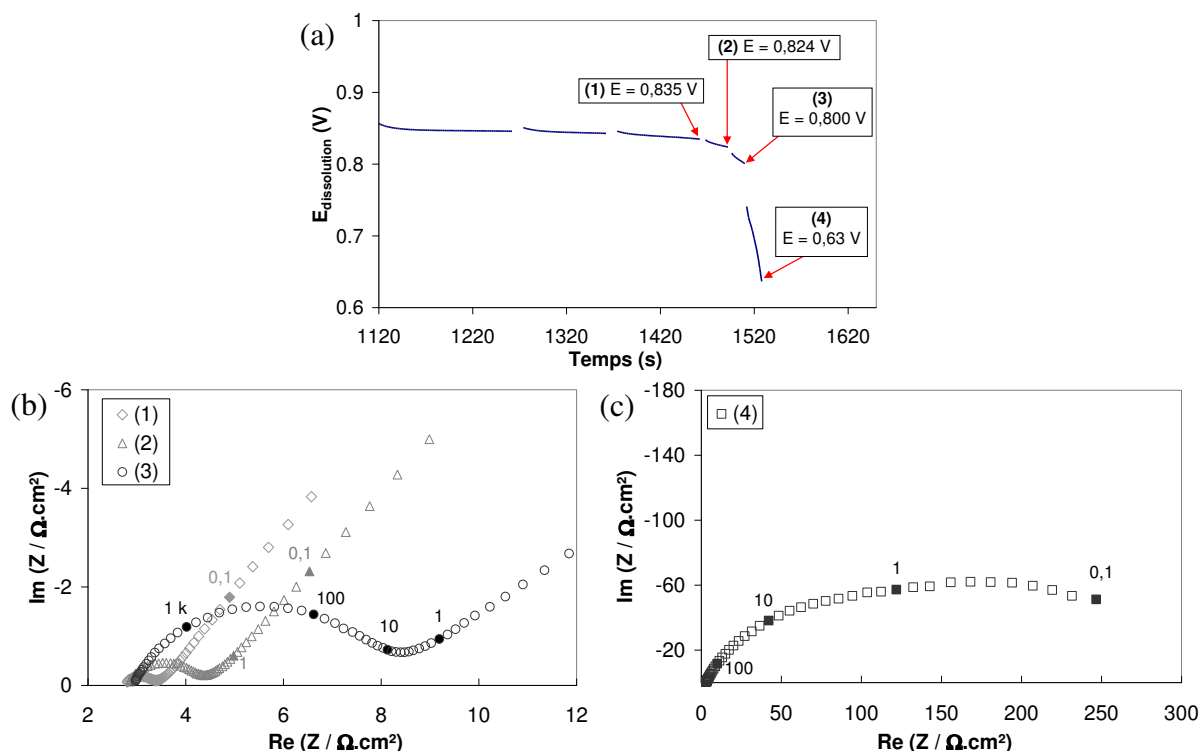 (a)
E_dissolution (V)
1
0.9
0.8
0.7
0.6
(1) E = 0,835 V
(2) E = 0,824 V
(3)
E = 0,800 V
(4)
E = 0,63 V
1120 1220 1320 1420 1520 1620
Temps (s)
(b)
Im (Z / Ω.cm²)
-6
-4
-2
0
(1)
(2)
(3)
0,1
0,1
1 k
100
10
1
1
2 4 6 8 10 12
Re (Z / Ω.cm²)
(c)
Im (Z / Ω.cm²)
-180
-140
-100
-60
-20
(4)
1
0,1
10
100
0 50 100 150 200 250 300
Re (Z / Ω.cm²)